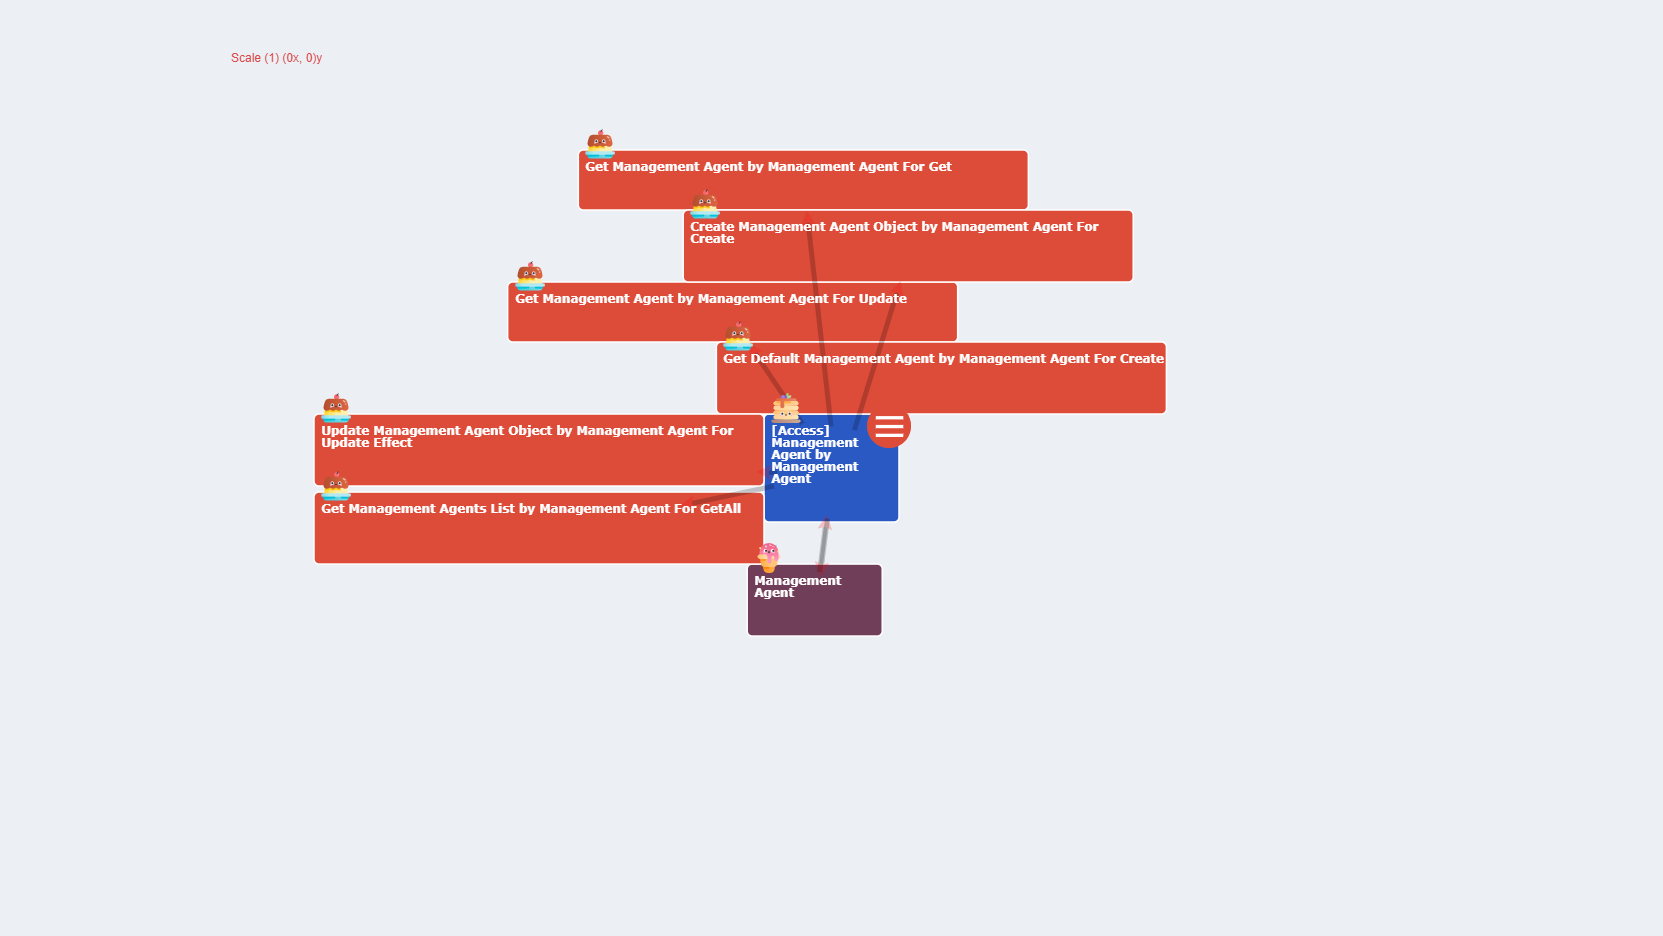 Scale (1) (0x, 0)y
Get Management Agent by Management Agent For Get
Create Management Agent Object by Management Agent For
Create
Get Management Agent by Management Agent For Update
Get Default Management Agent by Management Agent For Create
Update Management Agent Object by Management Agent For
Update Effect
[Access]
Management
Agent by
Management
Agent
Get Management Agents List by Management Agent For GetAll
Management
Agent